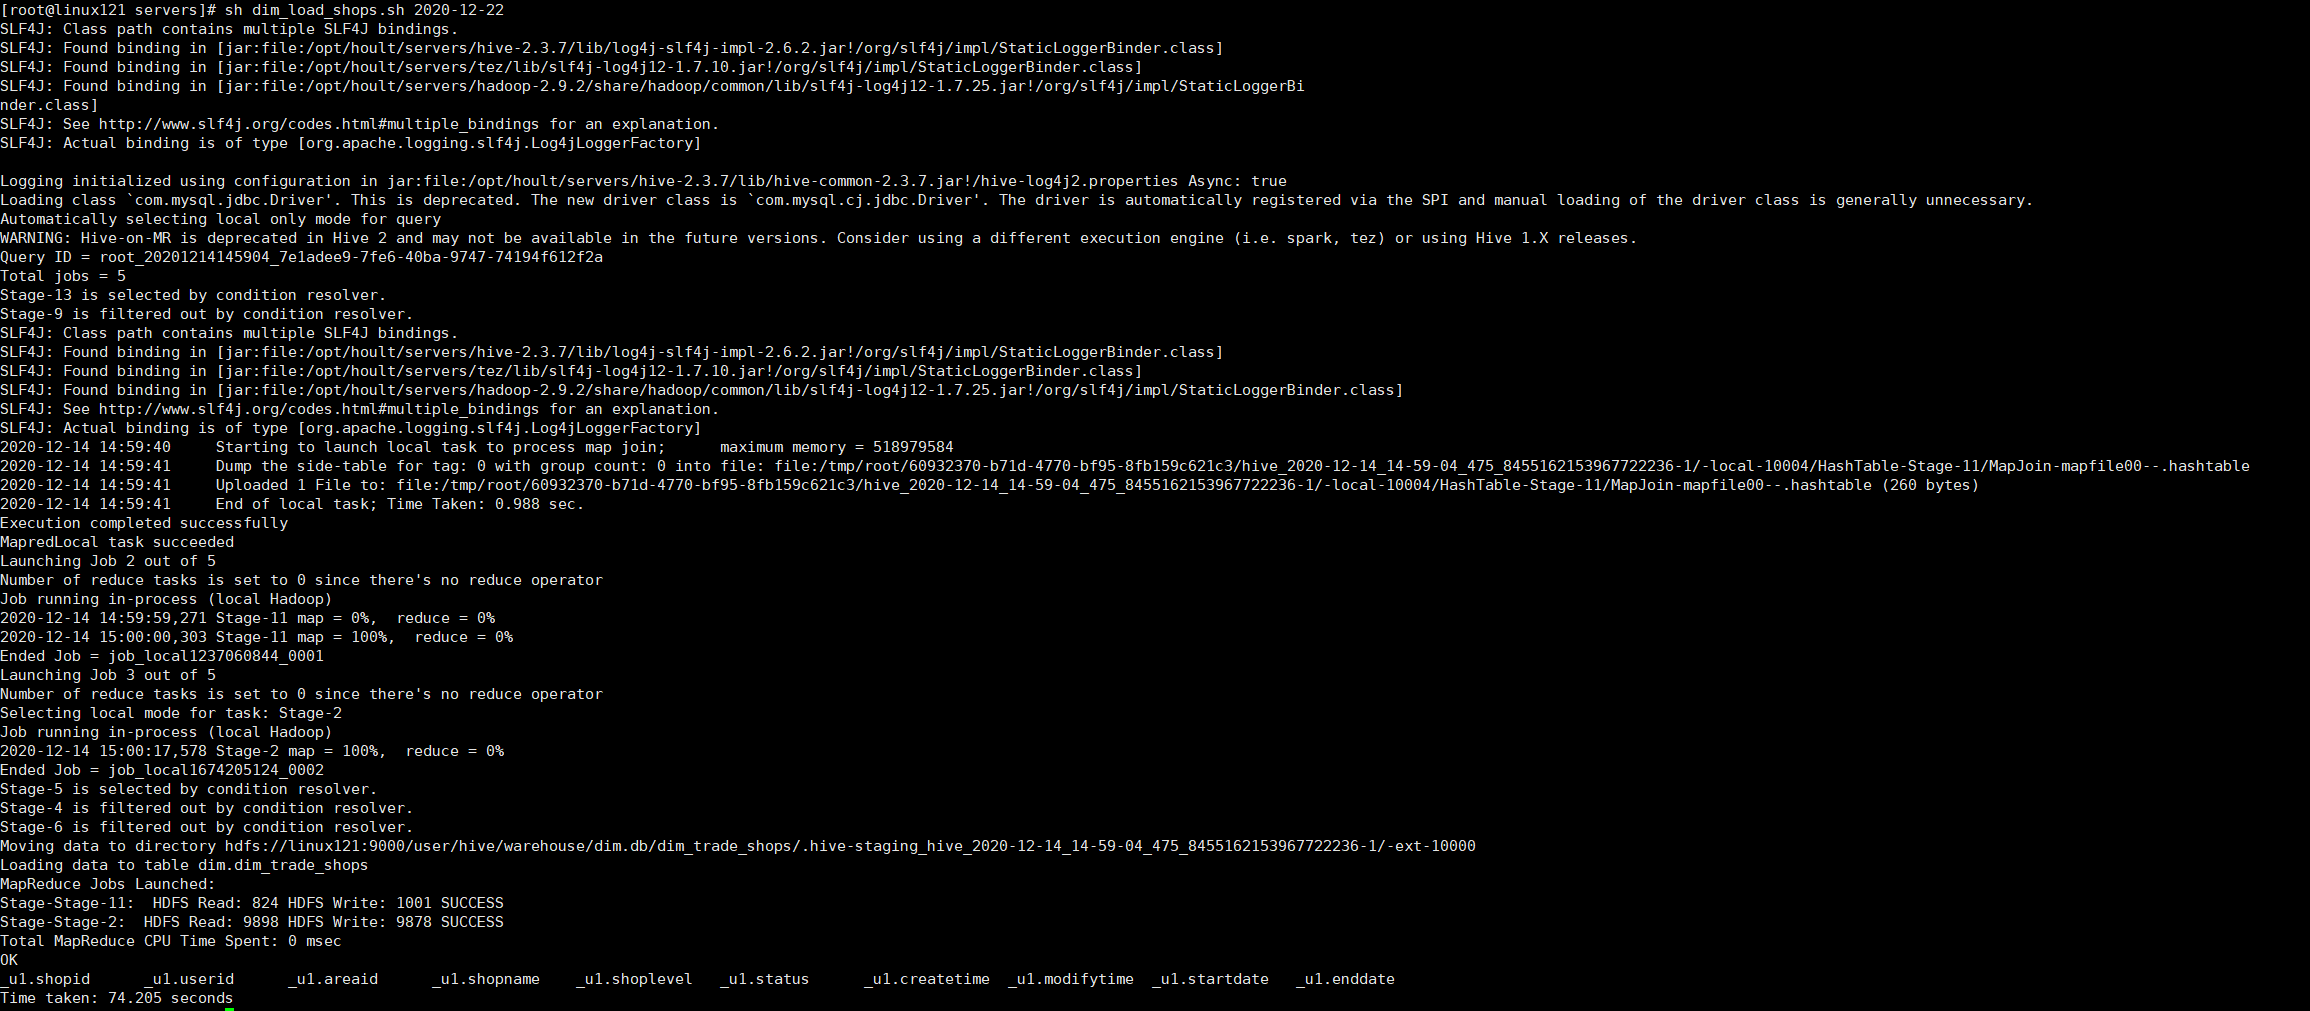 [root@linux121 servers]# sh dim_load_shops.sh 2020-12-22
SLF4J: Class path contains multiple SLF4J bindings.
SLF4J: Found binding in [jar:file:/opt/hoult/servers/hive-2.3.7/lib/log4j-slf4j-impl-2.6.2.jar!/org/slf4j/impl/StaticLoggerBinder.class]
SLF4J: Found binding in [jar:file:/opt/hoult/servers/tez/lib/slf4j-log4j12-1.7.10.jar!/org/slf4j/impl/StaticLoggerBinder.class]
SLF4J: Found binding in [jar:file:/opt/hoult/servers/hadoop-2.9.2/share/hadoop/common/lib/slf4j-log4j12-1.7.25.jar!/org/slf4j/impl/StaticLoggerBi
nder.class]
SLF4J: See http://www.slf4j.org/codes.html#multiple_bindings for an explanation.
SLF4J: Actual binding is of type [org.apache.logging.slf4j.Log4jLoggerFactory]
Logging initialized using configuration in jar:file:/opt/hoult/servers/hive-2.3.7/lib/hive-common-2.3.7.jar!/hive-log4j2.properties Async: true
Loading class `com.mysql.jdbc.Driver'. This is deprecated. The new driver class is `com.mysql.cj.jdbc.Driver'. The driver is automatically registered via the SPI and manual loading of the driver class is generally unnecessary.
Automatically selecting local only mode for query
WARNING: Hive-on-MR is deprecated in Hive 2 and may not be available in the future versions. Consider using a different execution engine (i.e. spark, tez) or using Hive 1.X releases.
Query ID = root_20201214145904_7e1adee9-7fe6-40ba-9747-74194f612f2a
Total jobs = 5
Stage-13 is selected by condition resolver.
Stage-9 is filtered out by condition resolver.
SLF4J: Class path contains multiple SLF4J bindings.
SLF4J: Found binding in [jar:file:/opt/hoult/servers/hive-2.3.7/lib/log4j-slf4j-impl-2.6.2.jar!/org/slf4j/impl/StaticLoggerBinder.class]
SLF4J: Found binding in [jar:file:/opt/hoult/servers/tez/lib/slf4j-log4j12-1.7.10.jar!/org/slf4j/impl/StaticLoggerBinder.class]
SLF4J: Found binding in [jar:file:/opt/hoult/servers/hadoop-2.9.2/share/hadoop/common/lib/slf4j-log4j12-1.7.25.jar!/org/slf4j/impl/StaticLoggerBinder.class]
SLF4J: See http://www.slf4j.org/codes.html#multiple_bindings for an explanation.
SLF4J: Actual binding is of type [org.apache.logging.slf4j.Log4jLoggerFactory]
2020-12-14 14:59:40     Starting to launch local task to process map join;      maximum memory = 518979584
2020-12-14 14:59:41     Dump the side-table for tag: 0 with group count: 0 into file: file:/tmp/root/60932370-b71d-4770-bf95-8fb159c621c3/hive_2020-12-14_14-59-04_475_8455162153967722236-1/-local-10004/HashTable-Stage-11/MapJoin-mapfile00--.hashtable
2020-12-14 14:59:41     Uploaded 1 File to: file:/tmp/root/60932370-b71d-4770-bf95-8fb159c621c3/hive_2020-12-14_14-59-04_475_8455162153967722236-1/-local-10004/HashTable-Stage-11/MapJoin-mapfile00--.hashtable (260 bytes)
2020-12-14 14:59:41     End of local task; Time Taken: 0.988 sec.
Execution completed successfully
MapredLocal task succeeded
Launching Job 2 out of 5
Number of reduce tasks is set to 0 since there's no reduce operator
Job running in-process (local Hadoop)
2020-12-14 14:59:59,271 Stage-11 map = 0%,  reduce = 0%
2020-12-14 15:00:00,303 Stage-11 map = 100%,  reduce = 0%
Ended Job = job_local1237060844_0001
Launching Job 3 out of 5
Number of reduce tasks is set to 0 since there's no reduce operator
Selecting local mode for task: Stage-2
Job running in-process (local Hadoop)
2020-12-14 15:00:17,578 Stage-2 map = 100%,  reduce = 0%
Ended Job = job_local1674205124_0002
Stage-5 is selected by condition resolver.
Stage-4 is filtered out by condition resolver.
Stage-6 is filtered out by condition resolver.
Moving data to directory hdfs://linux121:9000/user/hive/warehouse/dim.db/dim_trade_shops/.hive-staging_hive_2020-12-14_14-59-04_475_8455162153967722236-1/-ext-10000
Loading data to table dim.dim_trade_shops
MapReduce Jobs Launched:
Stage-Stage-11:  HDFS Read: 824 HDFS Write: 1001 SUCCESS
Stage-Stage-2:  HDFS Read: 9898 HDFS Write: 9878 SUCCESS
Total MapReduce CPU Time Spent: 0 msec
OK
_u1.shopid      _u1.userid      _u1.areaid      _u1.shopname    _u1.shoplevel   _u1.status      _u1.createtime  _u1.modifytime  _u1.startdate   _u1.enddate
Time taken: 74.205 seconds